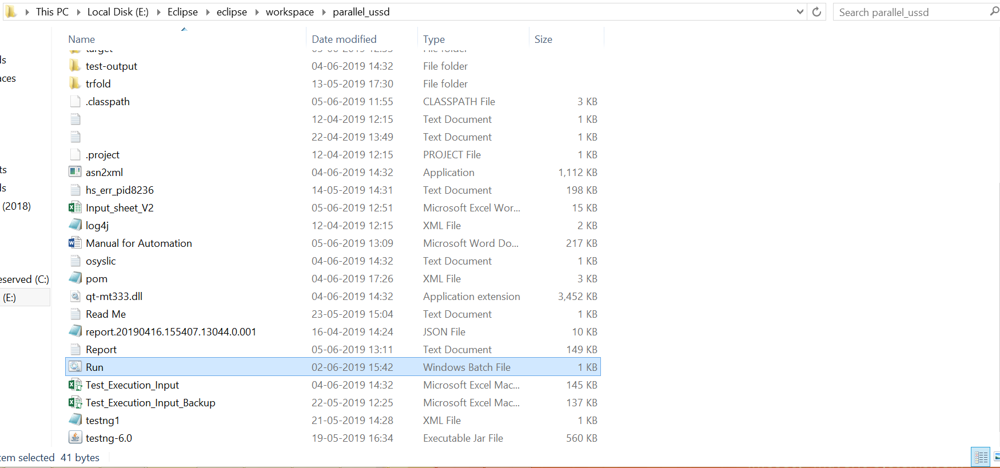 This PC Local Disk (E:) Eclipse eclipse workspace parallel_ussd Search parallel_ussd
Name Date modified Type Size
target 05-06-2019 12:55 File folder
test-output 04-06-2019 14:32 File folder
trfold 13-05-2019 17:30 File folder
.classpath 05-06-2019 11:55 CLASSPATH File 3 KB
12-04-2019 12:15 Text Document 1 KB
22-04-2019 13:49 Text Document 1 KB
.project 12-04-2019 12:15 PROJECT File 1 KB
asn2xml 04-06-2019 14:32 Application 1,112 KB
hs_err_pid8236 14-05-2019 14:31 Text Document 198 KB
Input_sheet_V2 05-06-2019 12:51 Microsoft Excel Wor... 15 KB
log4j 12-04-2019 12:15 XML File 2 KB
Manual for Automation 05-06-2019 13:09 Microsoft Word Do... 217 KB
osyslic 04-06-2019 14:32 Text Document 1 KB
pom 04-06-2019 17:26 XML File 3 KB
qt-mt333.dll 04-06-2019 14:32 Application extension 3,452 KB
Read Me 23-05-2019 15:04 Text Document 1 KB
report.20190416.155407.13044.0.001 16-04-2019 14:24 JSON File 10 KB
Report 05-06-2019 13:11 Text Document 149 KB
Run 02-06-2019 15:42 Windows Batch File 1 KB
Test_Execution_Input 04-06-2019 14:32 Microsoft Excel Mac... 145 KB
Test_Execution_Input_Backup 22-05-2019 12:25 Microsoft Excel Mac... 137 KB
testng1 21-05-2019 14:28 XML File 1 KB
testng-6.0 19-05-2019 16:34 Executable Jar File 560 KB
ds
aces
ts
ds
(2018)
eserved (C:)
(E:)
tem selected 41 bytes